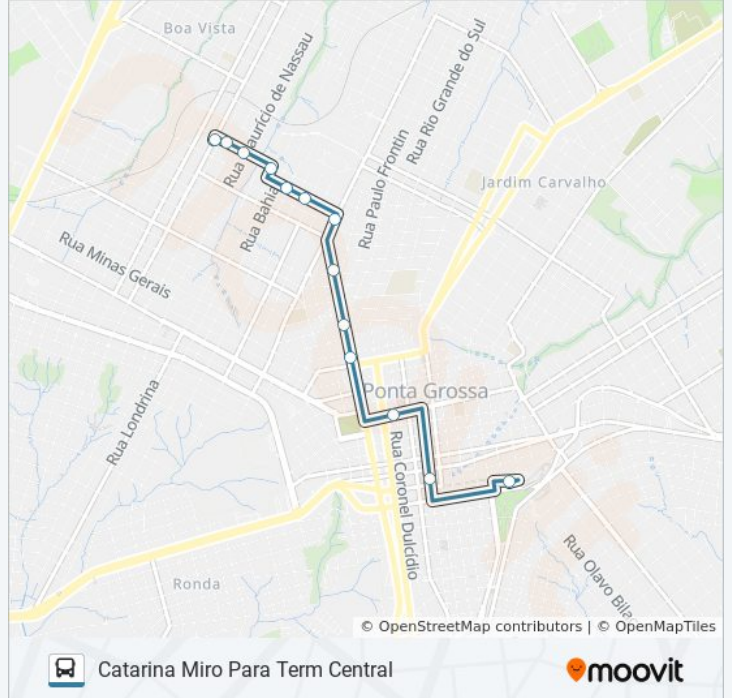 Boa Vista
Rua Maurício de Nassau
Rua Rio Grande do Sul
Rua Paulo Frontin
Jardim Carvalho
Rua Bahia
Rua Minas Gerais
Ponta Grossa
Rua Londrina
Rua Coronel Dulcídio
Rua Olavo Bila
Ronda
© OpenStreetMap contributors | © OpenMapTiles
Catarina Miro Para Term Central
moovit